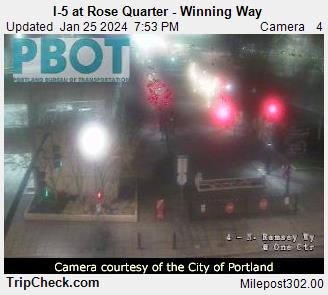 I-5 at Rose Quarter - Winning Way
Updated Jan 25 2024 7:53 PM Camera 4
PBOT
PORTLAND BUREAU OF TRANSPORTATION
4 - N. Ramsey Wy
@ One Ctr
Camera courtesy of the City of Portland
TripCheck.com Milepost302.00